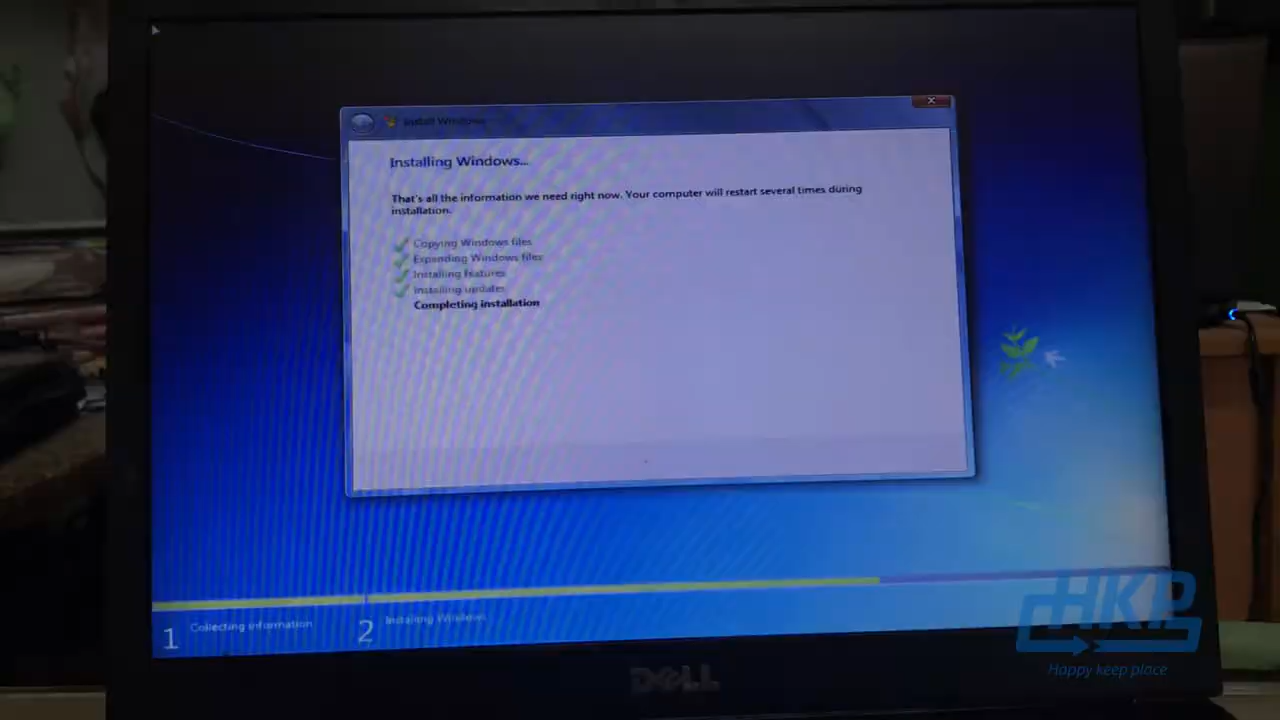 Install Windows
Installing Windows...
That's all the information we need right now. Your computer will restart several times during
installation.
Copying Windows files
Expanding Windows files
Installing features
Installing updates
Completing installation
1 Collecting information
2 Installing Windows
HKP
Happy keep place
DELL